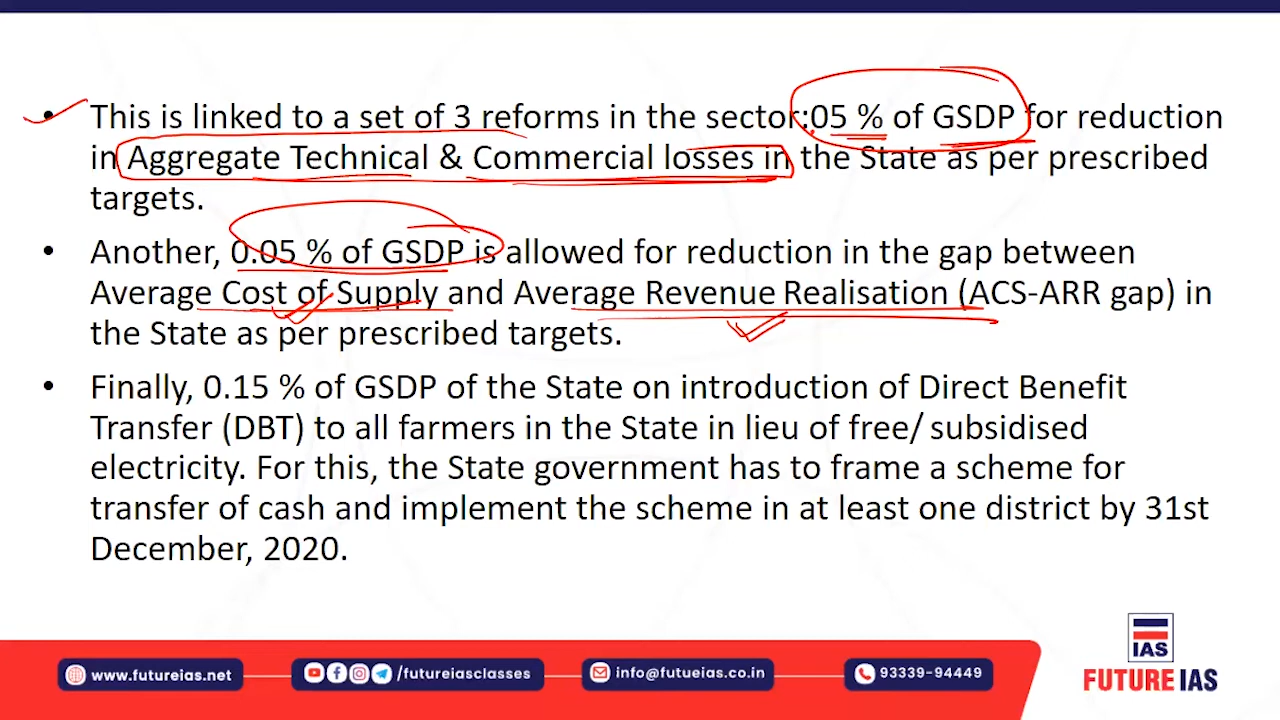 • This is linked to a set of 3 reforms in the sector:.05 % of GSDP for reduction
in Aggregate Technical & Commercial losses in the State as per prescribed
targets.
• Another, 0.05 % of GSDP is allowed for reduction in the gap between
Average Cost of Supply and Average Revenue Realisation (ACS-ARR gap) in
the State as per prescribed targets.
• Finally, 0.15 % of GSDP of the State on introduction of Direct Benefit
Transfer (DBT) to all farmers in the State in lieu of free/ subsidised
electricity. For this, the State government has to frame a scheme for
transfer of cash and implement the scheme in at least one district by 31st
December, 2020.
www.futureias.net
/futureiasclasses
info@futueias.co.in
93339-94449
IAS
FUTURE IAS